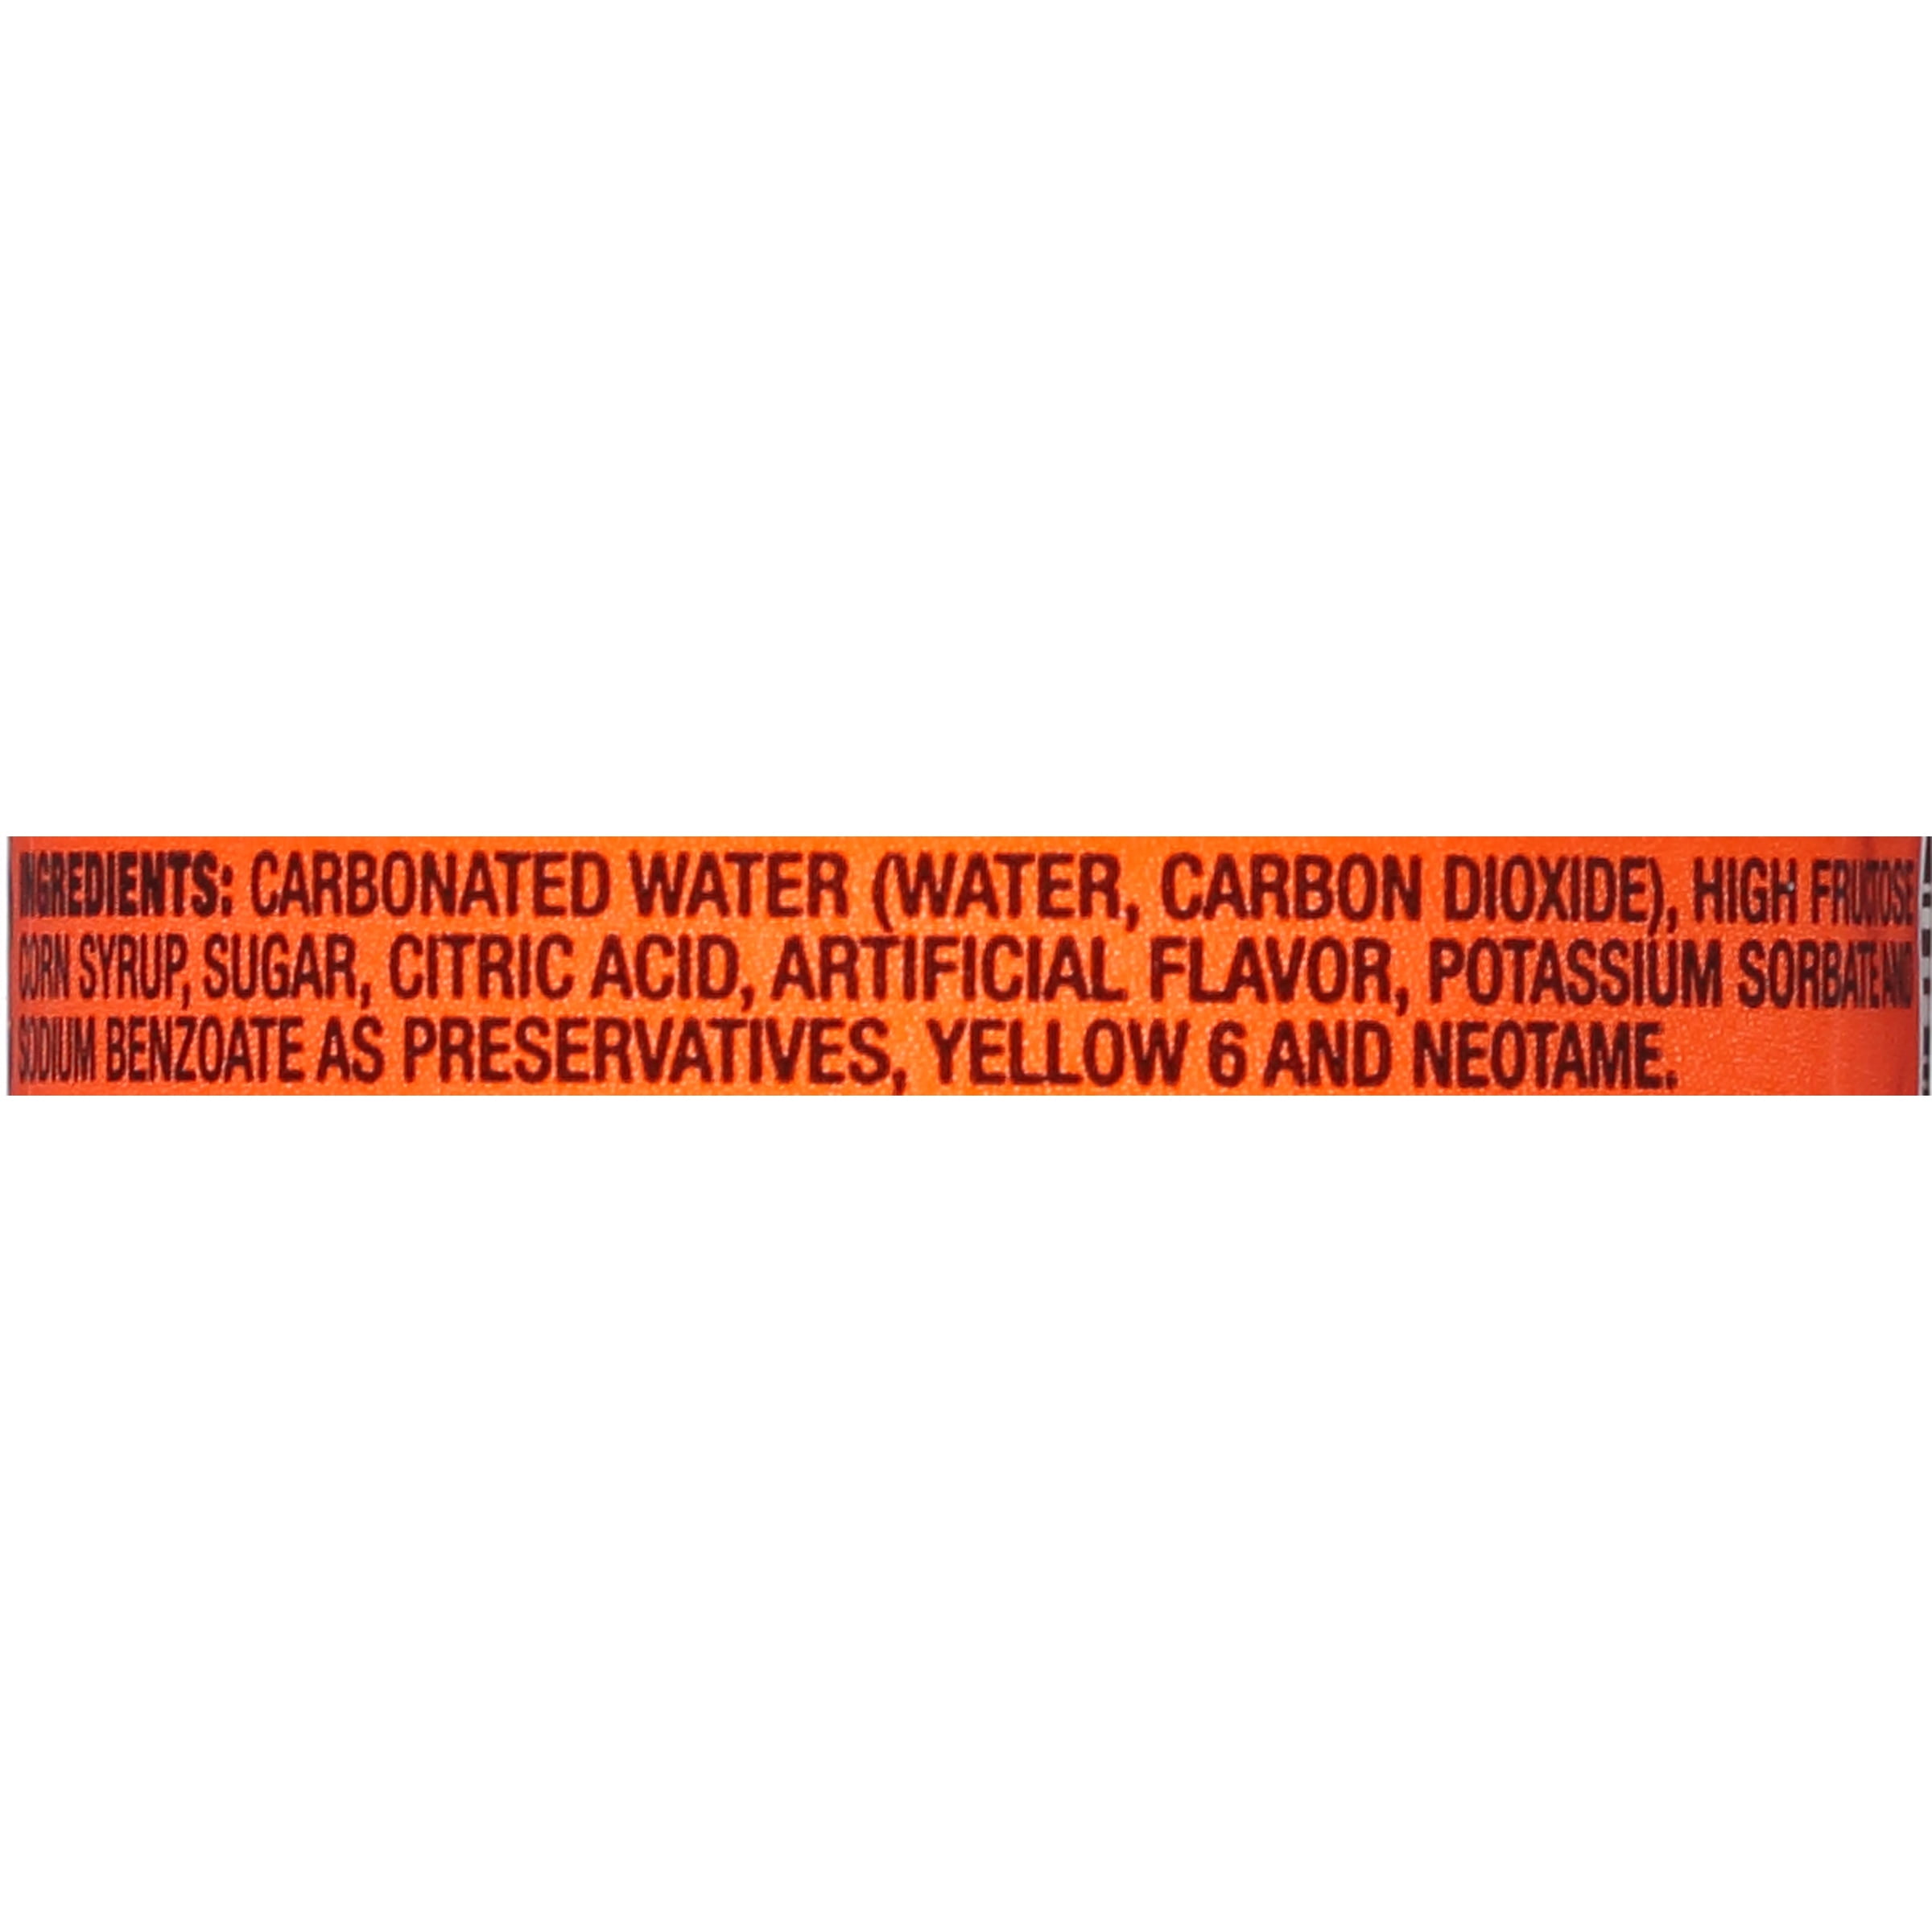 INGREDIENTS: CARBONATED WATER (WATER, CARBON DIOXIDE), HIGH FRUCTOSE
CORN SYRUP, SUGAR, CITRIC ACID, ARTIFICIAL FLAVOR, POTASSIUM SORBATE AND
SODIUM BENZOATE AS PRESERVATIVES, YELLOW 6 AND NEOTAME.